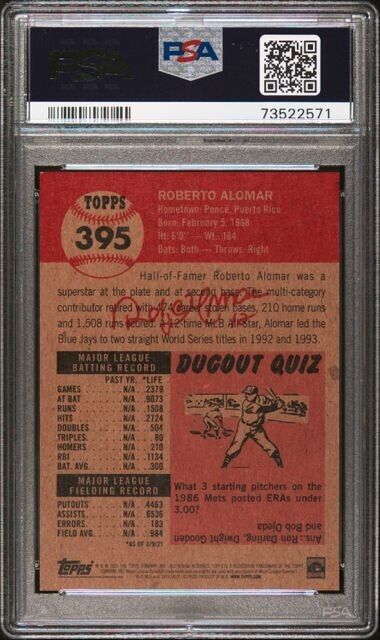 PSA
PSA
73522571
TOPPS
395
ROBERTO ALOMAR
Hometown: Ponce, Puerto Rico
Born: February 5, 1968
Ht: 6'0" — Wt.: 184
Bats: Both — Throws: Right
Hall-of-Famer Roberto Alomar was a
superstar at the plate and at second base. The multi-category
contributor retired with 474 career stolen bases, 210 home runs
and 1,508 runs scored. A 12-time MLB All-Star, Alomar led the
Blue Jays to two straight World Series titles in 1992 and 1993.
MAJOR LEAGUE
BATTING RECORD
PAST YR. *LIFE
GAMES N/A 2379
AT BAT N/A 9073
RUNS N/A 1508
HITS N/A 2724
DOUBLES N/A 504
TRIPLES N/A 80
HOMERS N/A 210
RBI N/A 1134
BAT. AVG. N/A .300
MAJOR LEAGUE
FIELDING RECORD
PUTOUTS N/A 4463
ASSISTS N/A 6536
ERRORS N/A 183
FIELD AVG. N/A .984
*AS OF 3/9/21
DUGOUT QUIZ
What 3 starting pitchers on the
1986 Mets posted ERAs under
3.00?
Ans.: Ron Darling, Dwight Gooden
and Bob Ojeda
Topps
PSA